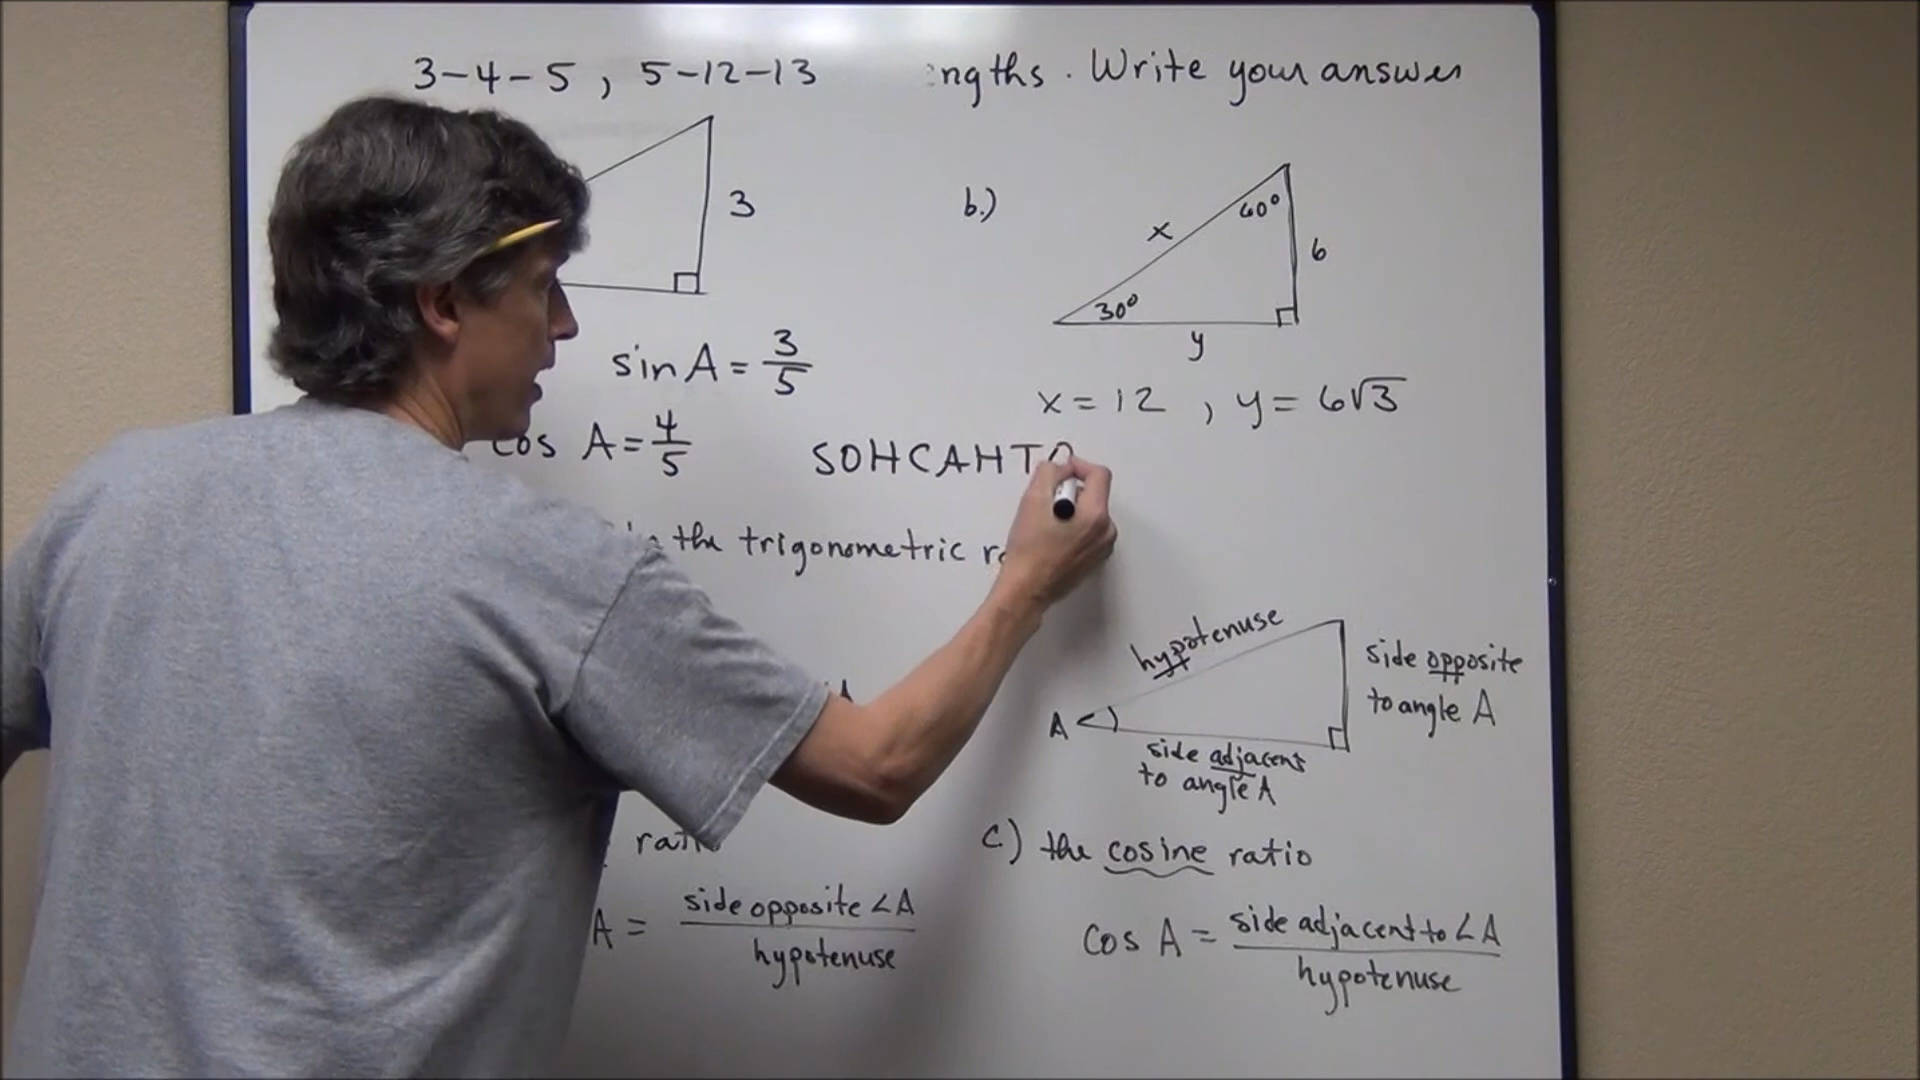 3-4-5 , 5-12-13
ngths. Write your answer
3
b.)
x
60°
6
30°
y
sin A = 3/5
x = 12 , y = 6√3
cos A = 4/5
SOHCAHTO
the trigonometric
hypotenuse
side opposite
to angle A
A
side adjacent
to angle A
ratio
c.) the cosine ratio
A = side opposite ∠A / hypotenuse
cos A = side adjacent to ∠A / hypotenuse